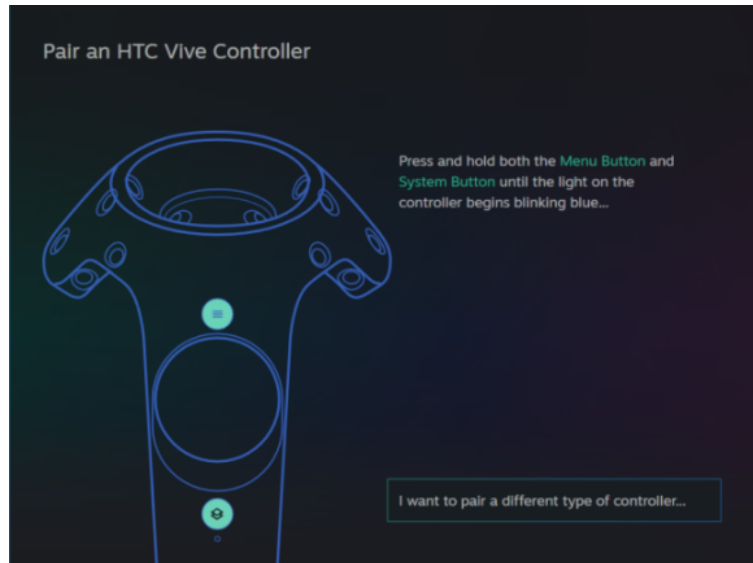 Pair an HTC Vive Controller
Press and hold both the Menu Button and
System Button until the light on the
controller begins blinking blue...
I want to pair a different type of controller...